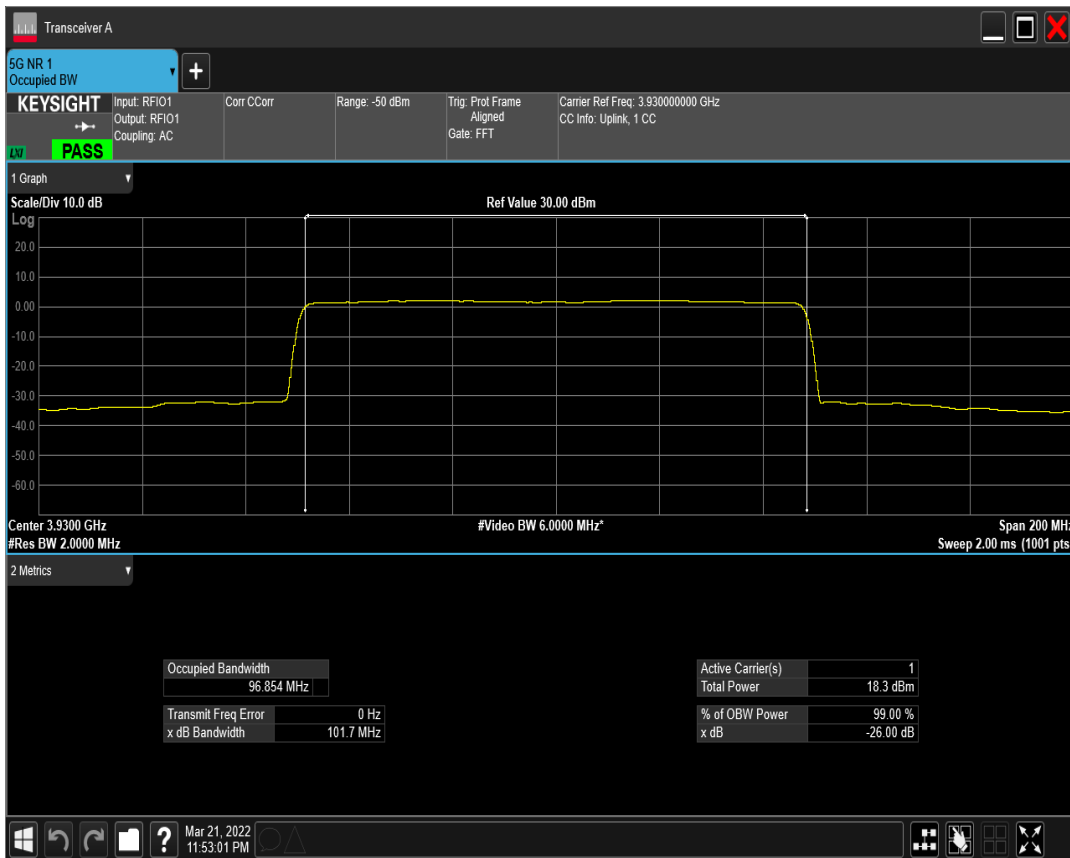 Transceiver A
5G NR 1
Occupied BW
KEYSIGHT
LXI
PASS
Input: RFIO1
Output: RFIO1
Coupling: AC
Corr CCorr
Range: -50 dBm
Trig: Prot Frame
Aligned
Gate: FFT
Carrier Ref Freq: 3.930000000 GHz
CC Info: Uplink, 1 CC
1 Graph
Scale/Div 10.0 dB
Ref Value 30.00 dBm
Log
20.0
10.0
0.00
-10.0
-20.0
-30.0
-40.0
-50.0
-60.0
Center 3.9300 GHz
#Video BW 6.0000 MHz*
Span 200 MHz
#Res BW 2.0000 MHz
Sweep 2.00 ms (1001 pts
2 Metrics
Occupied Bandwidth
96.854 MHz
Transmit Freq Error 0 Hz
x dB Bandwidth 101.7 MHz
Active Carrier(s) 1
Total Power 18.3 dBm
% of OBW Power 99.00 %
x dB -26.00 dB
?
Mar 21, 2022
11:53:01 PM